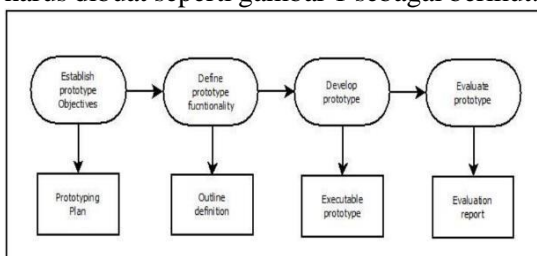 harus dibuat seperti gambar 1 sebagai berikut:
Establish
prototype
Objectives
Define
prototype
fucntionality
Develop
prototype
Evaluate
prototype
Prototyping
Plan
Outline
definition
Executable
prototype
Evaluation
report